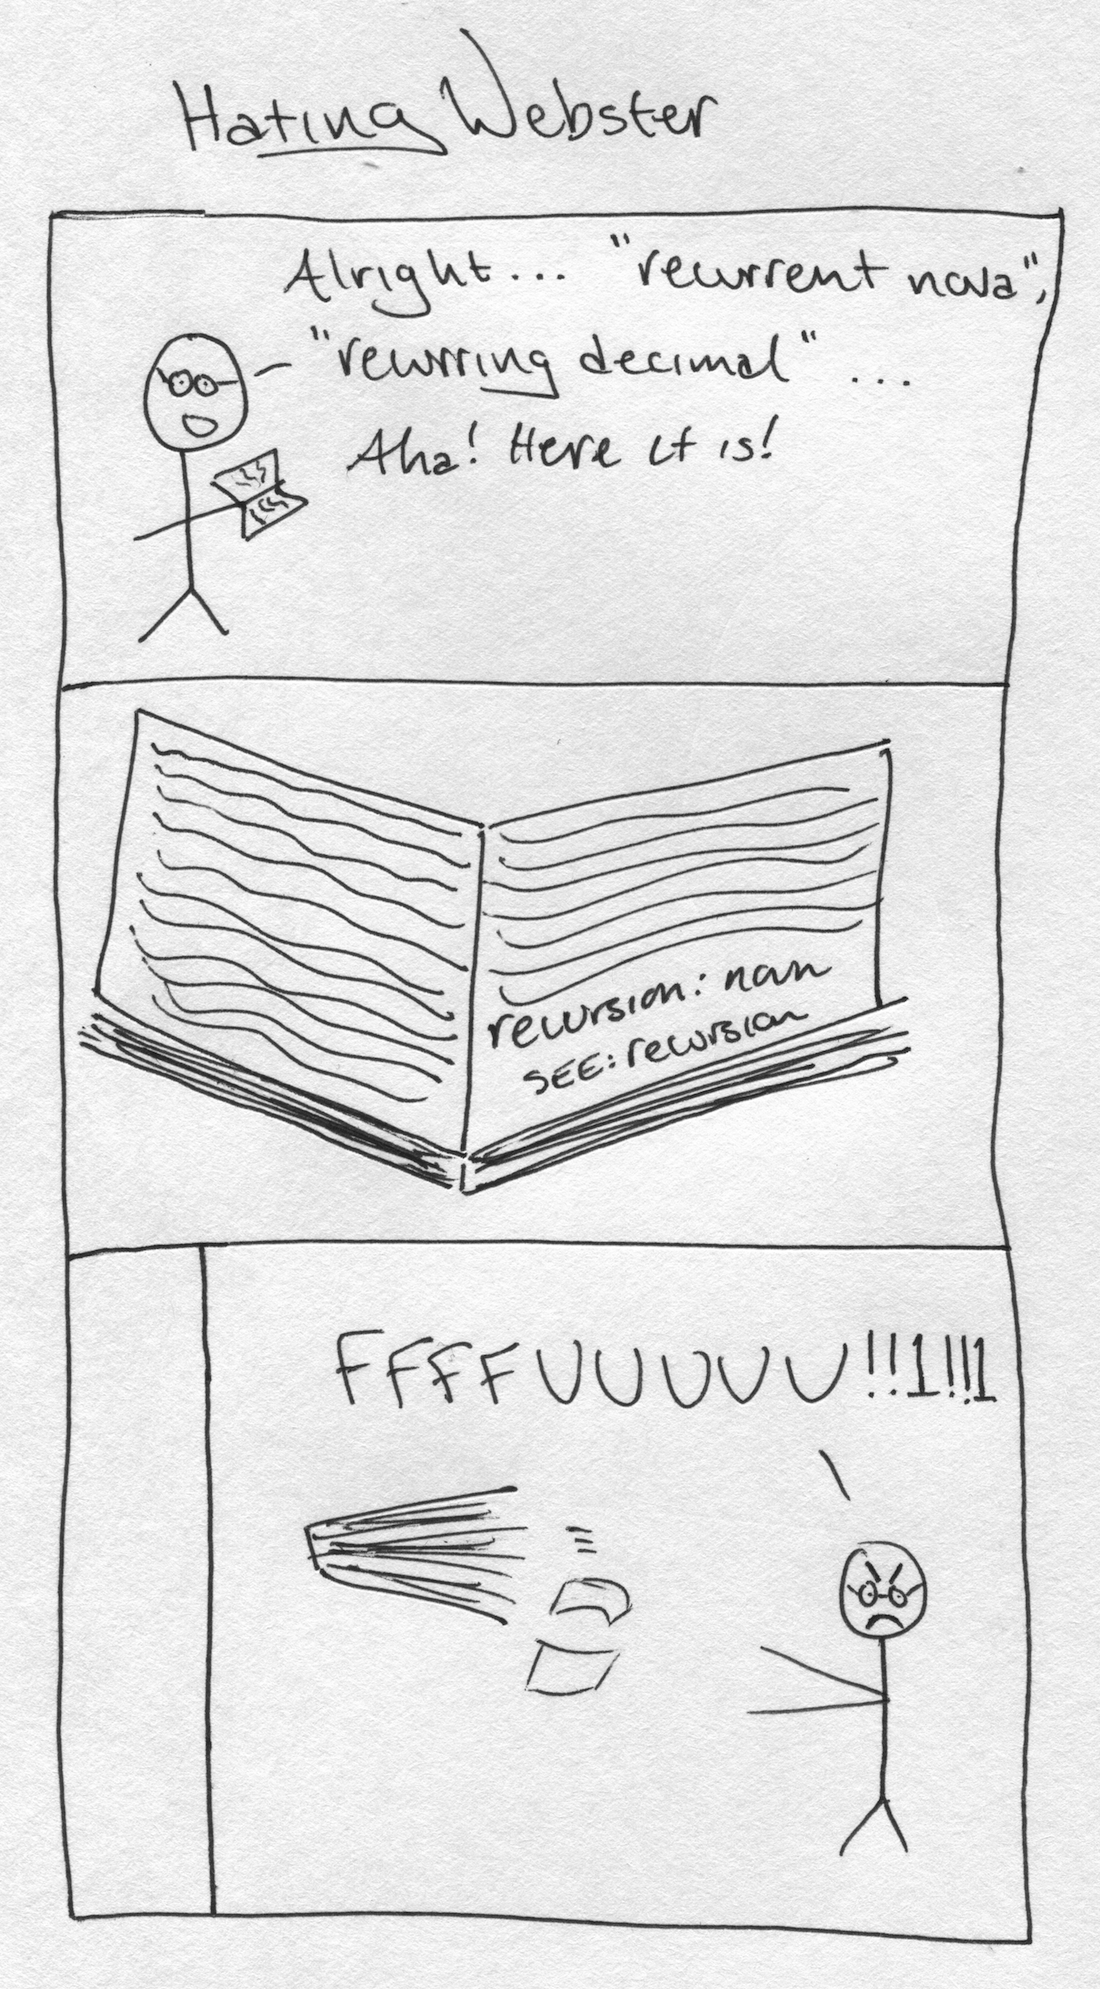 Hating Webster
Alright... "recurrent nova",
"recurring decimal"...
Aha! Here it is!
recursion: noun
SEE: recursion
FFFFUUUUU!!1!!1